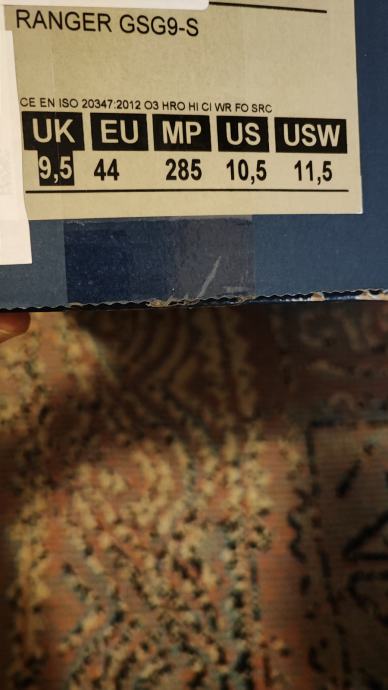 RANGER GSG9-S
CE EN ISO 20347:2012 O3 HRO HI CI WR FO SRC
UK EU MP US USW
9,5 44 285 10,5 11,5